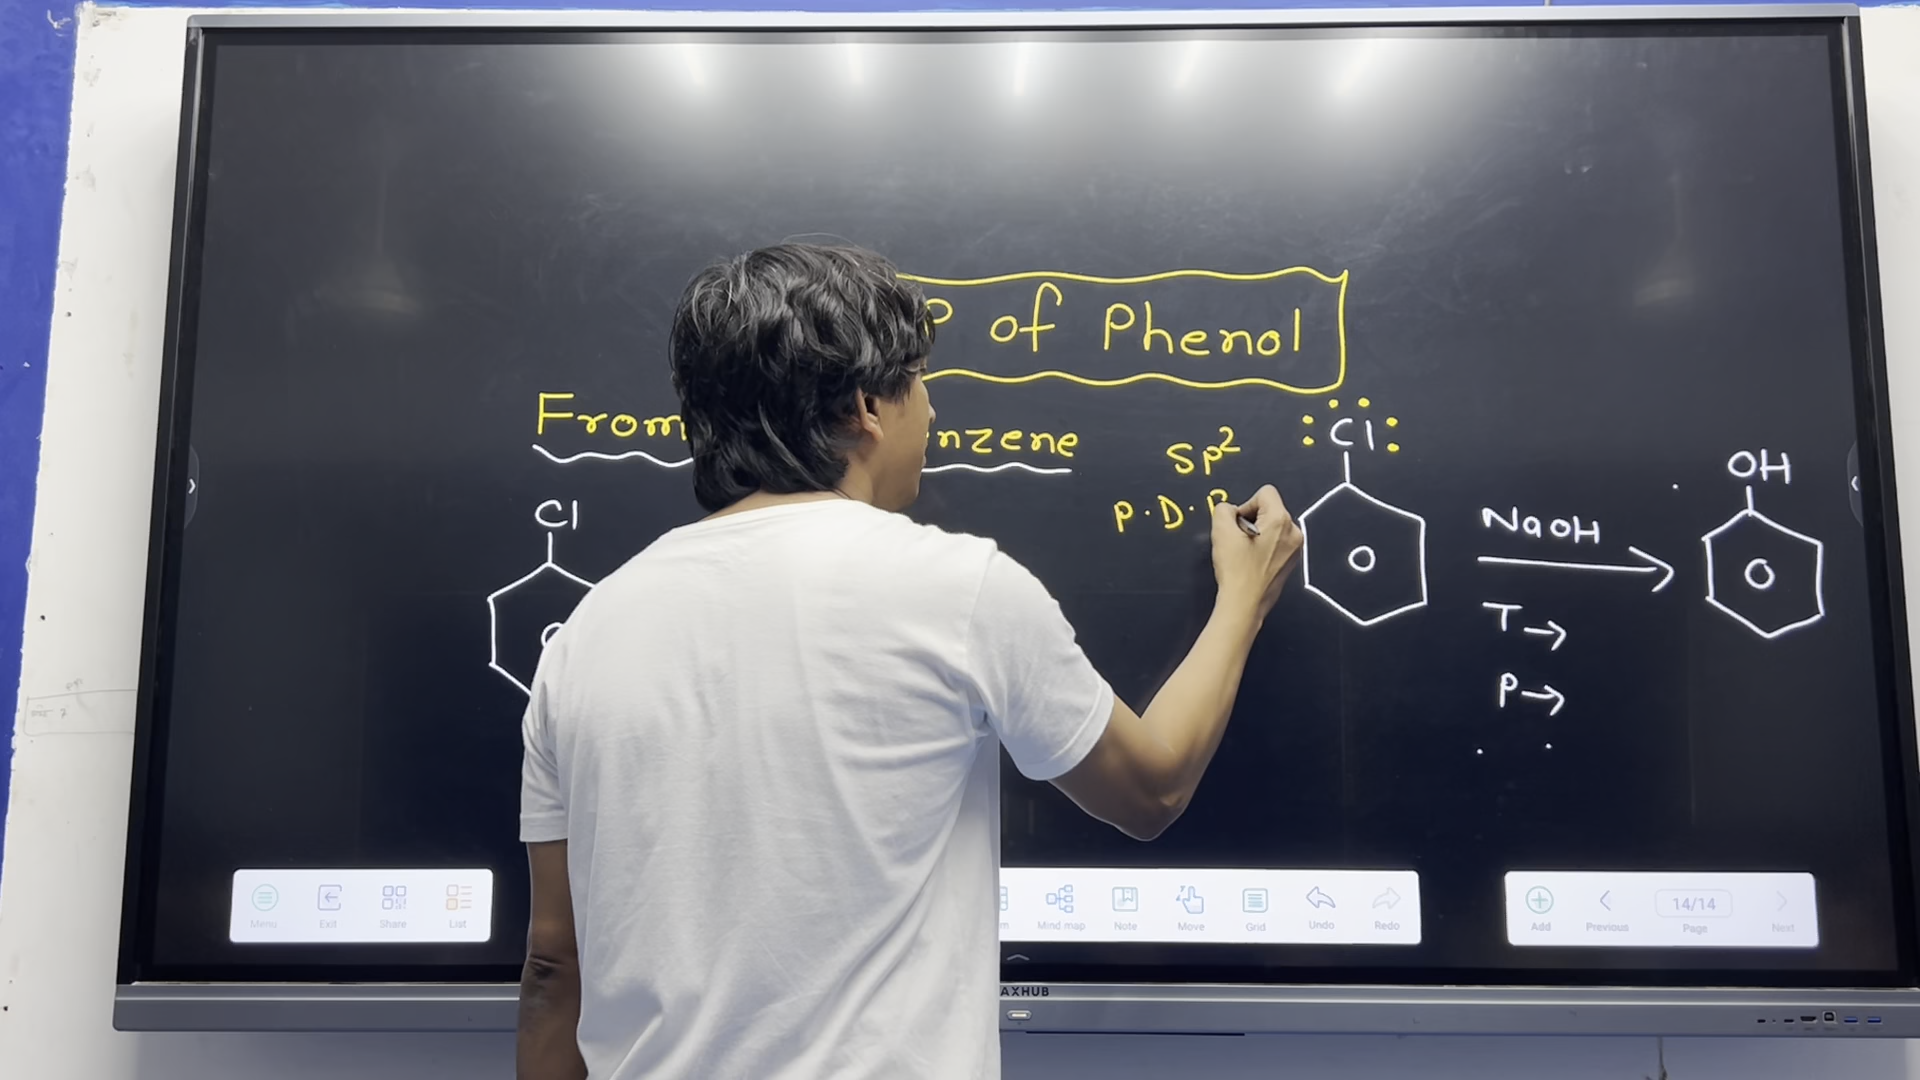 P of Phenol
From nzene
Sp²
P.D.B
Cl
Cl
NaOH
T→
P→
OH
Menu Exit Share List
Mind map Note Move Grid Undo Redo
Add Previous 14/14 Page Next
AXHUB